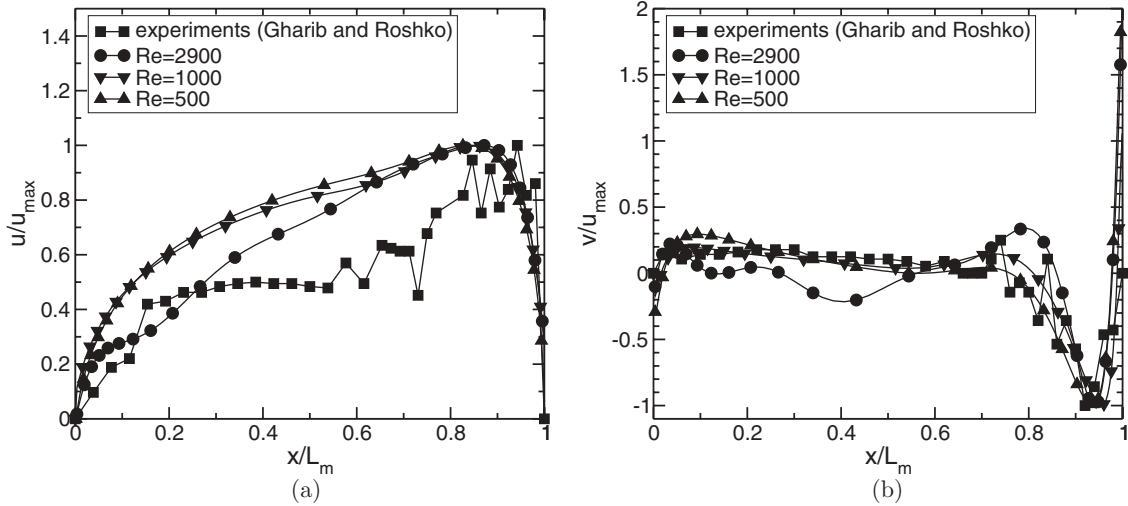 experiments (Gharib and Roshko)
Re=2900
Re=1000
Re=500
1.4
1.2
1
0.8
0.6
0.4
0.2
0
u/u_max
0 0.2 0.4 0.6 0.8 1
x/L_m
(a)
experiments (Gharib and Roshko)
Re=2900
Re=1000
Re=500
2
1.5
1
0.5
0
-0.5
-1
v/u_max
0 0.2 0.4 0.6 0.8 1
x/L_m
(b)